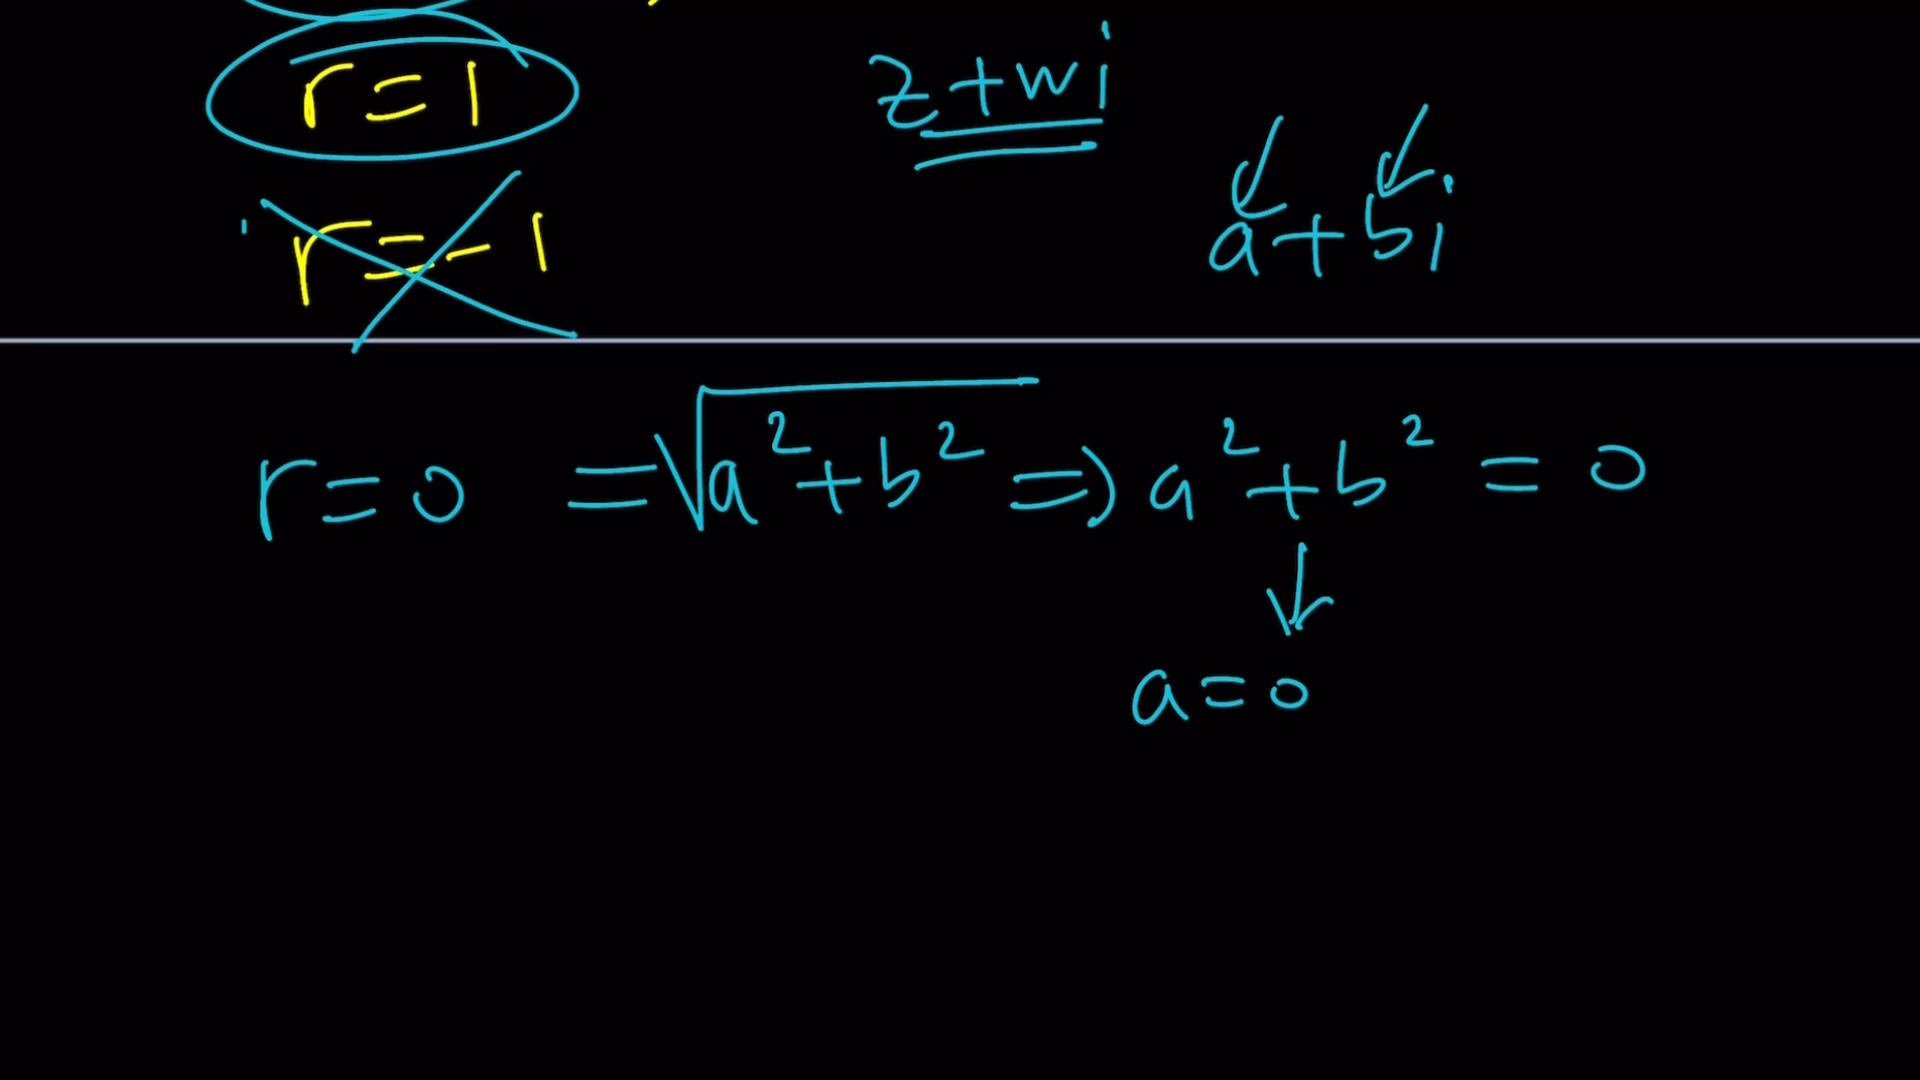 r=1
z+wi
a+bi
r=-1
r=0 =√a²+b² ⇒ a²+b² = 0
↓
a=0